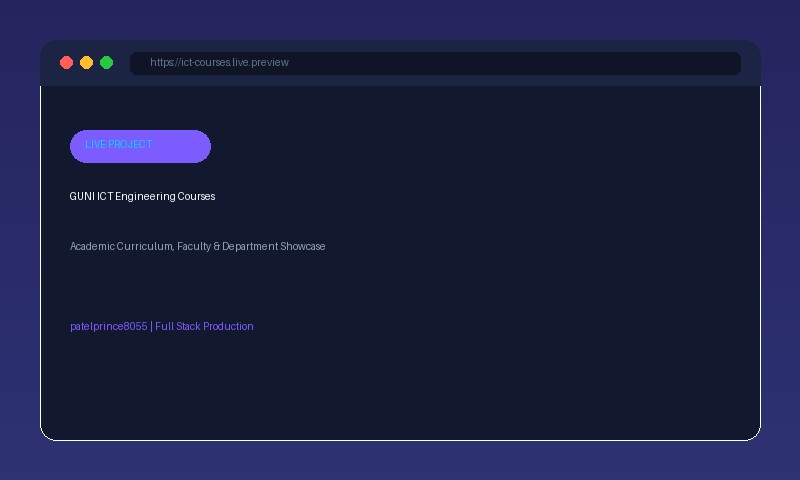 https://ict-courses.live.preview
LIVE PROJECT
GUNI ICT Engineering Courses
Academic Curriculum, Faculty & Department Showcase
patelprince8055 | Full Stack Production